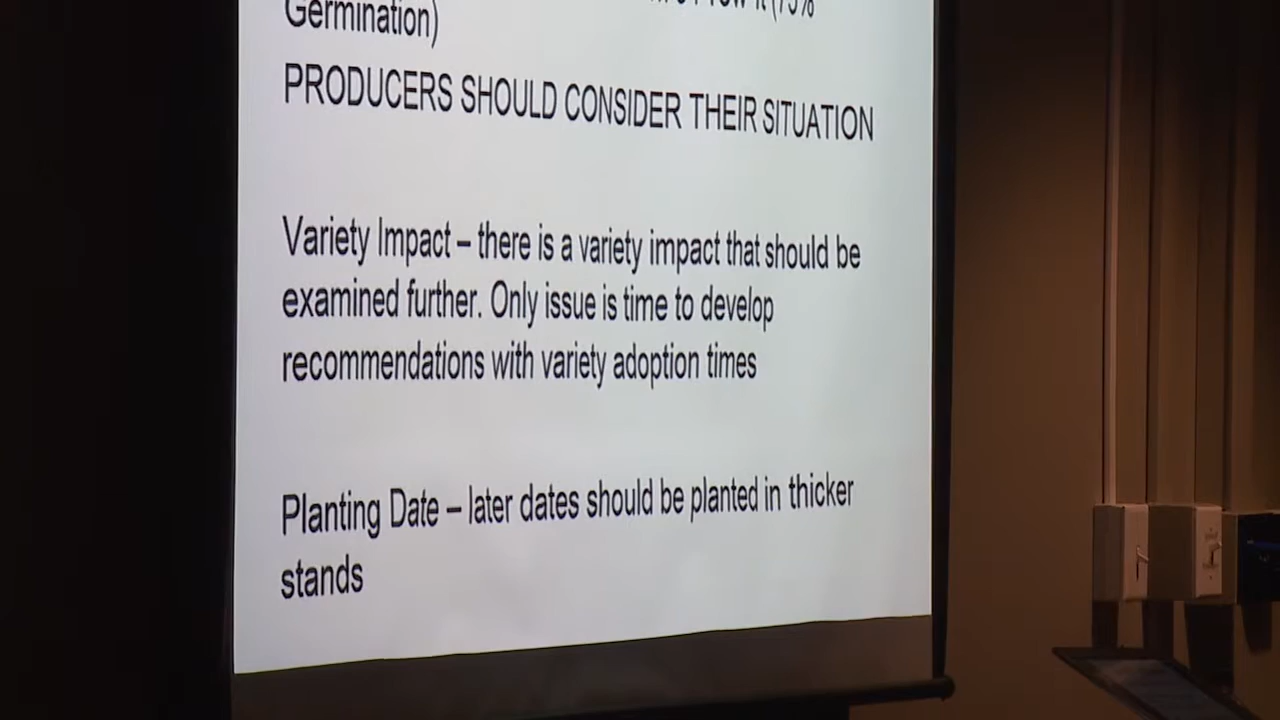 Germination)
PRODUCERS SHOULD CONSIDER THEIR SITUATION
Variety Impact – there is a variety impact that should be
examined further. Only issue is time to develop
recommendations with variety adoption times
Planting Date – later dates should be planted in thicker
stands